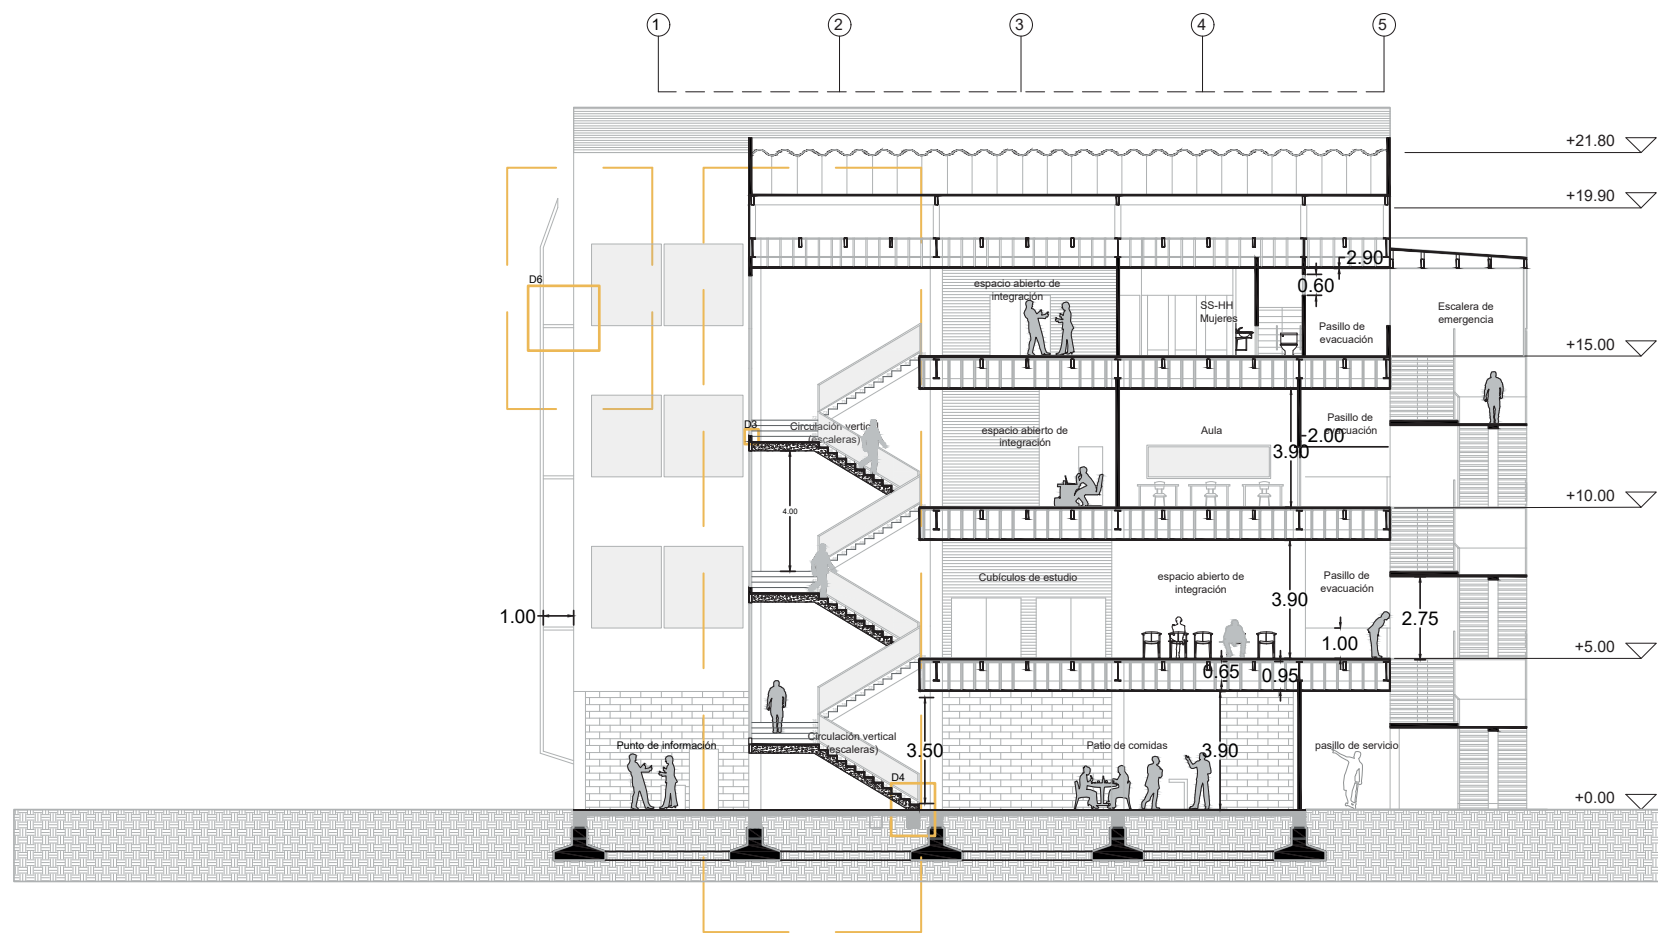 1
2
3
4
5
+21.80
+19.90
2.90
D6
espacio abierto de
integración
0.60
SS-HH
Mujeres
Pasillo de
evacuación
Escalera de
emergencia
+15.00
D3
Circulación vertical
(escaleras)
espacio abierto de
integración
Aula
Pasillo de
evacuación
2.00
3.90
+10.00
4.00
Cubículos de estudio
espacio abierto de
integración
Pasillo de
evacuación
3.90
1.00
2.75
1.00
+5.00
0.65
0.95
Punto de información
Circulación vertical
(escaleras)
3.50
Patio de comidas
3.90
pasillo de servicio
D4
+0.00